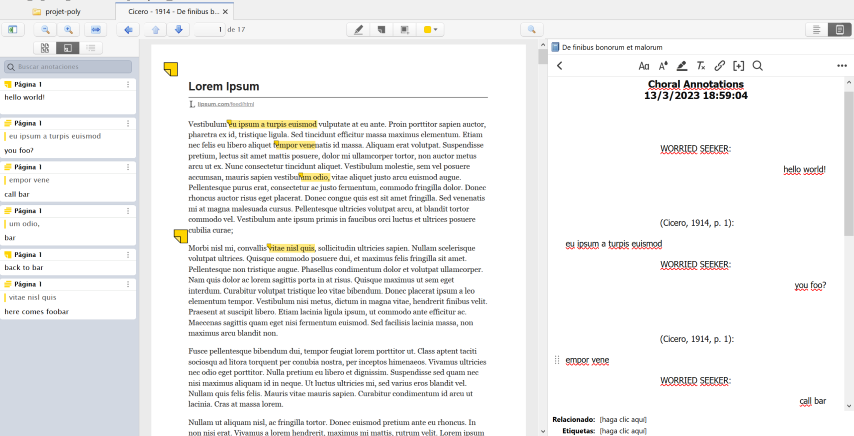 projet-poly
Cicero - 1914 - De finibus b...
1 de 17
Buscar anotaciones
Página 1
hello world!
Página 1
eu ipsum a turpis euismod
you foo?
Página 1
empor vene
call bar
Página 1
um odio,
bar
Página 1
back to bar
Página 1
vitae nisl quis
here comes foobar
Lorem Ipsum
L lipsum.com/feed/html
Vestibulum eu ipsum a turpis euismod vulputate at eu ante. Proin porttitor sapien auctor,
pharetra ex id, tristique ligula. Sed tincidunt efficitur massa maximus elementum. Etiam
nec felis eu libero aliquet tempor venenatis id massa. Aliquam erat volutpat. Suspendisse
pretium, lectus sit amet mattis posuere, dolor mi ullamcorper tortor, non auctor metus
arcu ut ex. Nunc consectetur tincidunt aliquet. Vestibulum molestie, sem vel posuere
accumsan, mauris sapien vestibulum odio, vitae aliquet justo arcu euismod augue.
Pellentesque purus erat, consectetur ac justo fermentum, commodo fringilla dolor. Donec
rhoncus auctor risus eget placerat. Donec congue quis est sit amet fringilla. Sed venenatis
mi at magna malesuada cursus. Pellentesque ultricies volutpat arcu, at blandit tortor
commodo vel. Vestibulum ante ipsum primis in faucibus orci luctus et ultrices posuere
cubilia curae;
Morbi nisl mi, convallis vitae nisl quis, sollicitudin ultricies sapien. Nullam scelerisque
volutpat ultrices. Quisque commodo posuere dui, et maximus felis fringilla sit amet.
Pellentesque non tristique augue. Phasellus condimentum dolor et volutpat ullamcorper.
Nam quis dolor ac lorem sagittis porta in at risus. Quisque maximus ut sem eget
interdum. Curabitur volutpat tristique leo vitae bibendum. Donec placerat ipsum a leo
elementum tempor. Vestibulum nisi metus, dictum in magna vitae, hendrerit finibus velit.
Praesent at suscipit libero. Etiam lacinia ligula ipsum, ut commodo ante efficitur ac.
Maecenas sagittis quam eget nisi fermentum euismod. Sed facilisis lacinia massa, non
maximus arcu blandit non.
Fusce pellentesque bibendum dui, tempor feugiat lorem porttitor ut. Class aptent taciti
sociosqu ad litora torquent per conubia nostra, per inceptos himenaeos. Vivamus ultricies
nec odio eget porttitor. Nulla pretium eu libero et dignissim. Suspendisse sed quam nec
nisi maximus aliquam id in neque. Ut luctus ultricies mi, sed varius eros blandit vel.
Nullam quis felis felis. Mauris vitae mauris sapien. Curabitur condimentum id arcu ut
lacinia. Cras at massa lorem.
Nullam ut aliquam nisl, ac fringilla tortor. Donec euismod pretium ante eu rhoncus. In
non nisi erat. Vivamus a lorem hendrerit, maximus mi mattis, rutrum velit. Lorem ipsum
De finibus bonorum et malorum
Choral Annotations
13/3/2023 18:59:04
WORRIED SEEKER:
hello world!
(Cicero, 1914, p. 1):
eu ipsum a turpis euismod
WORRIED SEEKER:
you foo?
(Cicero, 1914, p. 1):
empor vene
WORRIED SEEKER:
call bar
Relacionado: [haga clic aquí]
Etiquetas: [haga clic aquí]